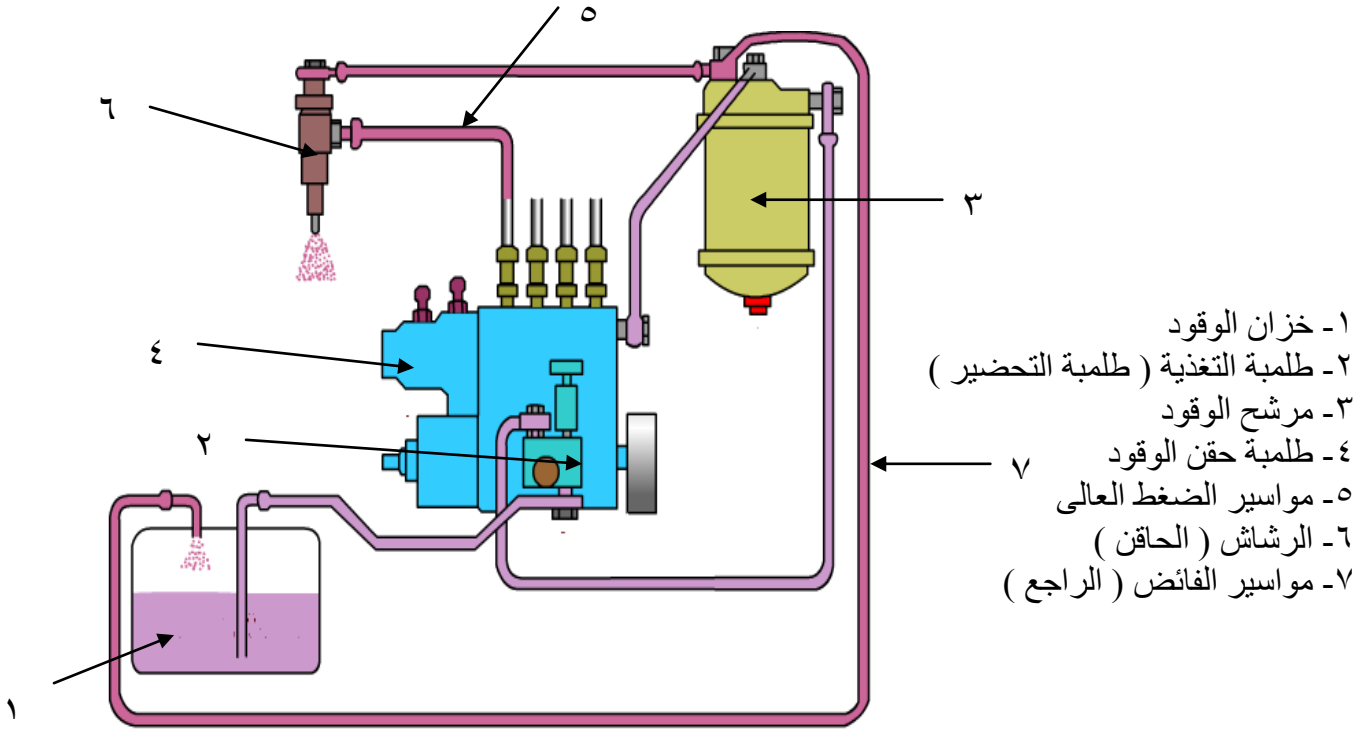 ٥
٦
٣
٤
٢
٧
١
١- خزان الوقود
٢- طلمبة التغذية ( طلمبة التحضير )
٣- مرشح الوقود
٤- طلمبة حقن الوقود
٥- مواسير الضغط العالى
٦- الرشاش ( الحاقن )
٧- مواسير الفائض ( الراجع )